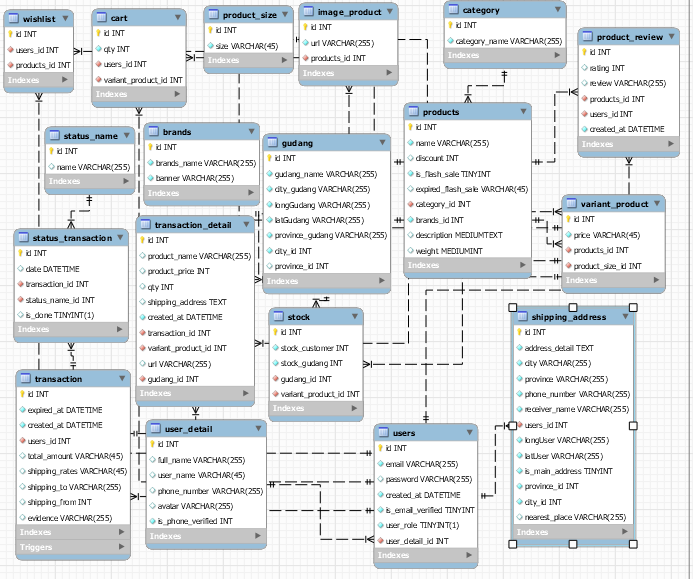 wishlist
id INT
users_id INT
products_id INT
Indexes
cart
id INT
qty INT
users_id INT
variant_product_id INT
Indexes
product_size
id INT
size VARCHAR(45)
Indexes
image_product
id INT
url VARCHAR(255)
products_id INT
Indexes
category
id INT
category_name VARCHAR(255)
Indexes
product_review
id INT
rating INT
review VARCHAR(255)
products_id INT
users_id INT
created_at DATETIME
Indexes
status_name
id INT
name VARCHAR(255)
Indexes
brands
id INT
brands_name VARCHAR(255)
banner VARCHAR(255)
Indexes
gudang
id INT
gudang_name VARCHAR(255)
city_gudang VARCHAR(255)
longGudang VARCHAR(255)
latGudang VARCHAR(255)
province_gudang VARCHAR(255)
city_id INT
province_id INT
Indexes
products
id INT
name VARCHAR(255)
discount INT
is_flash_sale TINYINT
expired_flash_sale VARCHAR(45)
category_id INT
brands_id INT
description MEDIUMTEXT
weight MEDIUMINT
Indexes
variant_product
id INT
price VARCHAR(45)
products_id INT
product_size_id INT
Indexes
status_transaction
id INT
date DATETIME
transaction_id INT
status_name_id INT
is_done TINYINT(1)
Indexes
transaction_detail
id INT
product_name VARCHAR(255)
product_price INT
qty INT
shipping_address TEXT
created_at DATETIME
transaction_id INT
variant_product_id INT
url VARCHAR(255)
gudang_id INT
Indexes
stock
id INT
stock_customer INT
stock_gudang INT
gudang_id INT
variant_product_id INT
Indexes
shipping_address
id INT
address_detail TEXT
city VARCHAR(255)
province VARCHAR(255)
phone_number VARCHAR(255)
receiver_name VARCHAR(255)
users_id INT
longUser VARCHAR(255)
latUser VARCHAR(255)
is_main_address TINYINT
province_id INT
city_id INT
nearest_place VARCHAR(255)
Indexes
transaction
id INT
expired_at DATETIME
created_at DATETIME
users_id INT
total_amount VARCHAR(45)
shipping_rates VARCHAR(45)
shipping_to VARCHAR(255)
shipping_from INT
evidence VARCHAR(255)
Indexes
Triggers
user_detail
id INT
full_name VARCHAR(255)
user_name VARCHAR(45)
phone_number VARCHAR(255)
avatar VARCHAR(255)
is_phone_verified INT
Indexes
users
id INT
email VARCHAR(255)
password VARCHAR(255)
created_at DATETIME
is_email_verified TINYINT
user_role TINYINT(1)
user_detail_id INT
Indexes